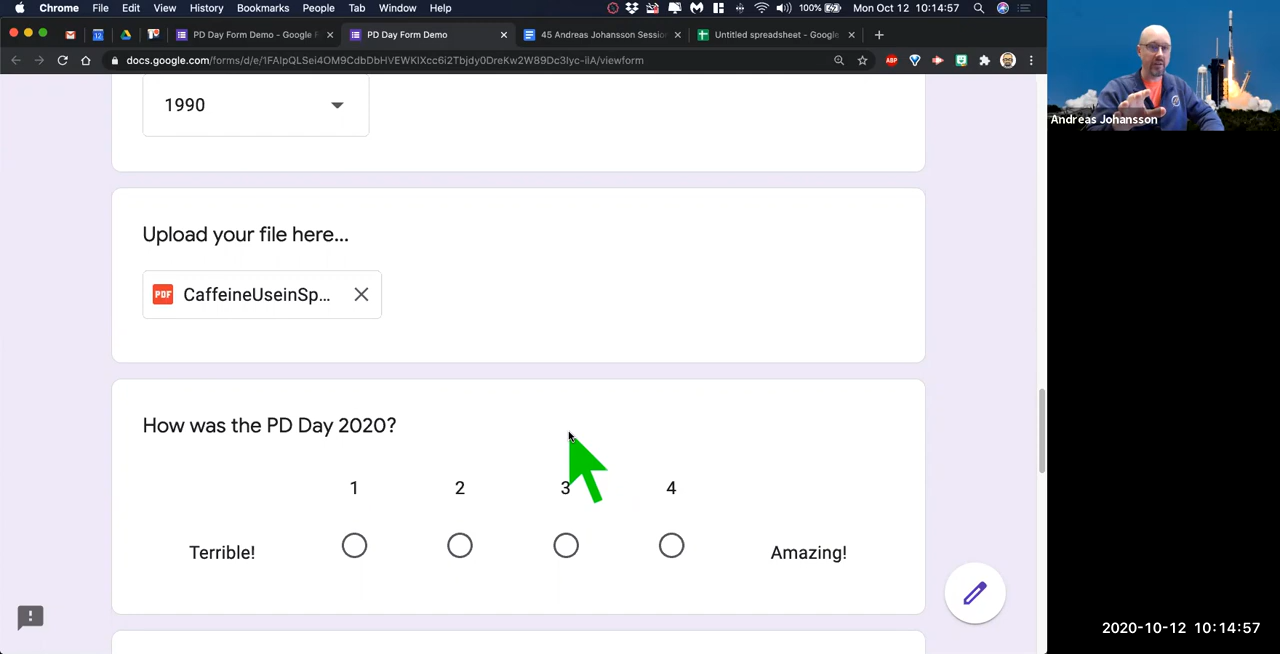 Chrome File Edit View History Bookmarks People Tab Window Help 100% Mon Oct 12 10:14:57
PD Day Form Demo - Google F PD Day Form Demo 45 Andreas Johansson Sessio Untitled spreadsheet - Google
docs.google.com/forms/d/e/1FAIpQLSei4OM9CdbDbHVEWKIXcc6i2Tbjdy0DreKw2W89Dc3Iyc-ilA/viewform ABP
Andreas Johansson
1990
Upload your file here...
PDF CaffeineUseinSp...
How was the PD Day 2020?
1 2 3 4
Terrible! Amazing!
2020-10-12 10:14:57